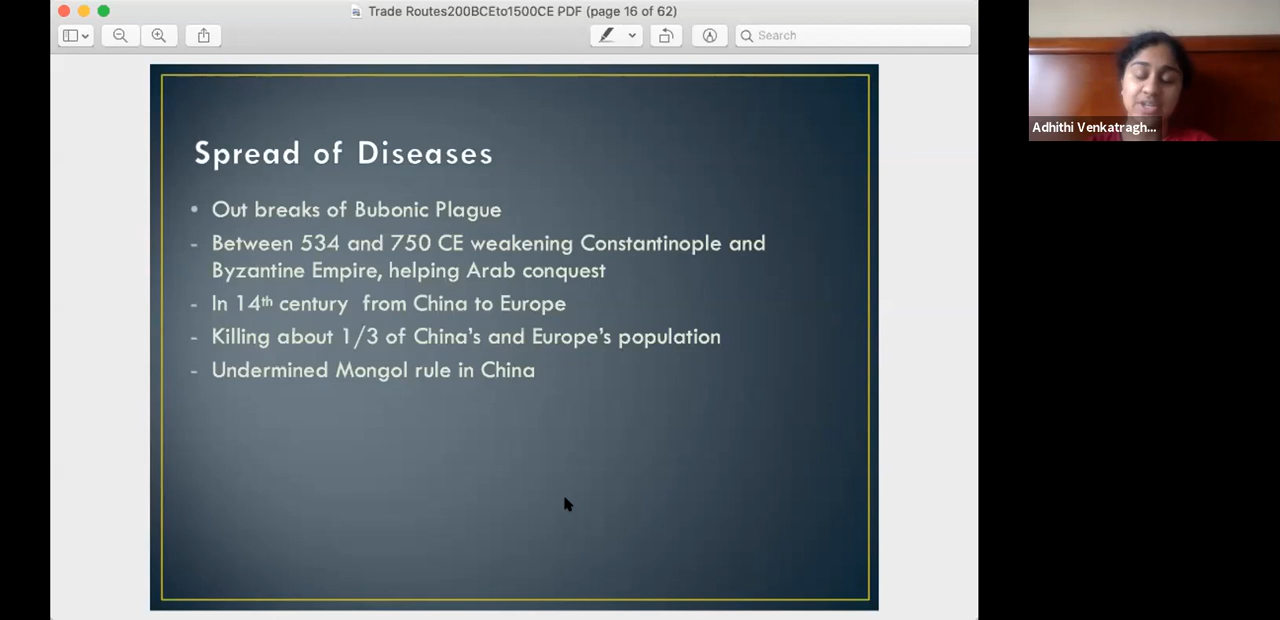 Trade Routes200BCEto1500CE PDF (page 16 of 62)
Search
Adhithi Venkatragh...
Spread of Diseases
• Out breaks of Bubonic Plague
- Between 534 and 750 CE weakening Constantinople and
Byzantine Empire, helping Arab conquest
- In 14th century from China to Europe
- Killing about 1/3 of China's and Europe's population
- Undermined Mongol rule in China